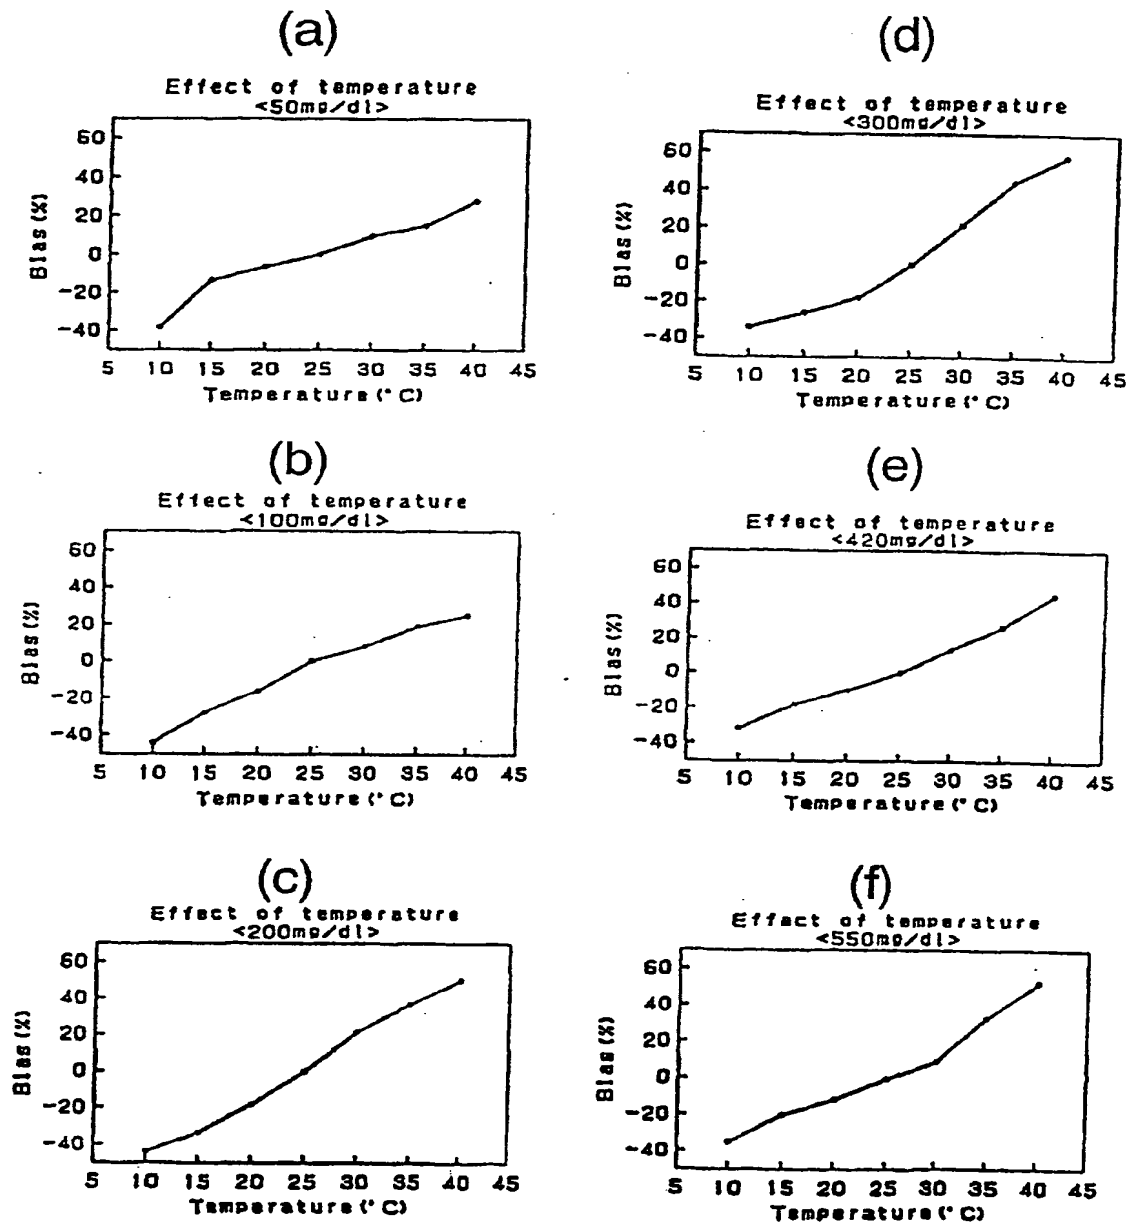 (a)
Effect of temperature
<50mg/dl>
60
40
20
0
-20
-40
Bias (%)
5 10 15 20 25 30 35 40 45
Temperature (°C)
(b)
Effect of temperature
<100mg/dl>
60
40
20
0
-20
-40
Bias (%)
5 10 15 20 25 30 35 40 45
Temperature (°C)
(c)
Effect of temperature
<200mg/dl>
60
40
20
0
-20
-40
Bias (%)
5 10 15 20 25 30 35 40 45
Temperature (°C)
(d)
Effect of temperature
<300mg/dl>
60
40
20
0
-20
-40
Bias (%)
5 10 15 20 25 30 35 40 45
Temperature (°C)
(e)
Effect of temperature
<420mg/dl>
60
40
20
0
-20
-40
Bias (%)
5 10 15 20 25 30 35 40 45
Temperature (°C)
(f)
Effect of temperature
<550mg/dl>
60
40
20
0
-20
-40
Bias (%)
5 10 15 20 25 30 35 40 45
Temperature (°C)